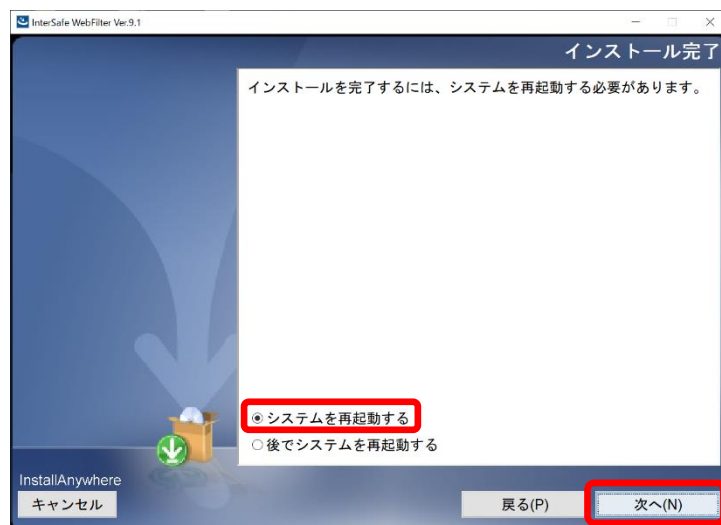 InterSafe WebFilter Ver.9.1
インストール完了
インストールを完了するには、システムを再起動する必要があります。
システムを再起動する
後でシステムを再起動する
InstallAnywhere
キャンセル
戻る(P)
次へ(N)